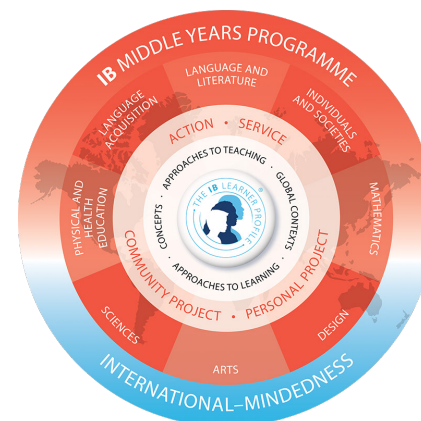 IB MIDDLE YEARS PROGRAMME
LANGUAGE AND
LITERATURE
LANGUAGE
ACQUISITION
INDIVIDUALS
AND SOCIETIES
PHYSICAL AND
HEALTH
EDUCATION
MATHEMATICS
SCIENCES
ARTS
DESIGN
ACTION • SERVICE
COMMUNITY PROJECT • PERSONAL PROJECT
APPROACHES TO TEACHING ·
GLOBAL CONTEXTS ·
APPROACHES TO LEARNING ·
CONCEPTS ·
THE IB LEARNER PROFILE ®
INTERNATIONAL–MINDEDNESS